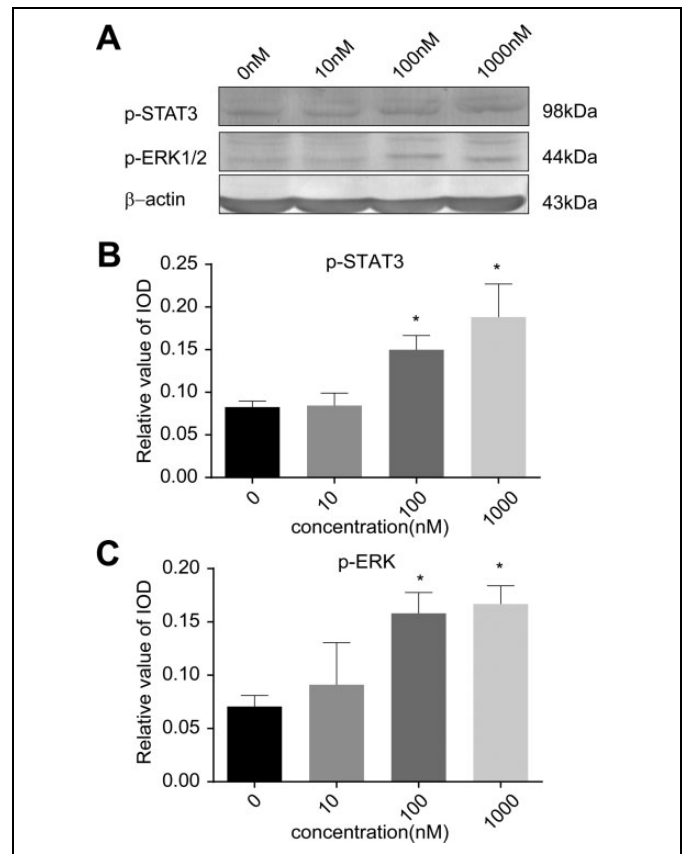 A
0nM 10nM 100nM 1000nM
p-STAT3 98kDa
p-ERK1/2 44kDa
β-actin 43kDa
B
p-STAT3
Relative value of IOD
0.25
0.20
0.15
0.10
0.05
0.00
* *
0 10 100 1000
concentration(nM)
C
p-ERK
Relative value of IOD
0.20
0.15
0.10
0.05
0.00
* *
0 10 100 1000
concentration(nM)